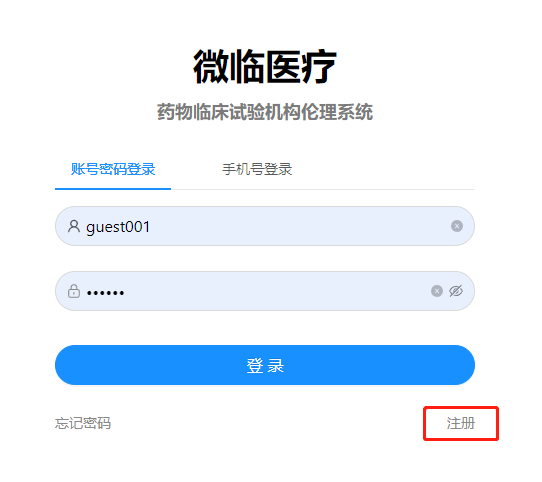 微临医疗
药物临床试验机构伦理系统
账号密码登录 手机号登录
guest001
••••••
登 录
忘记密码 注册